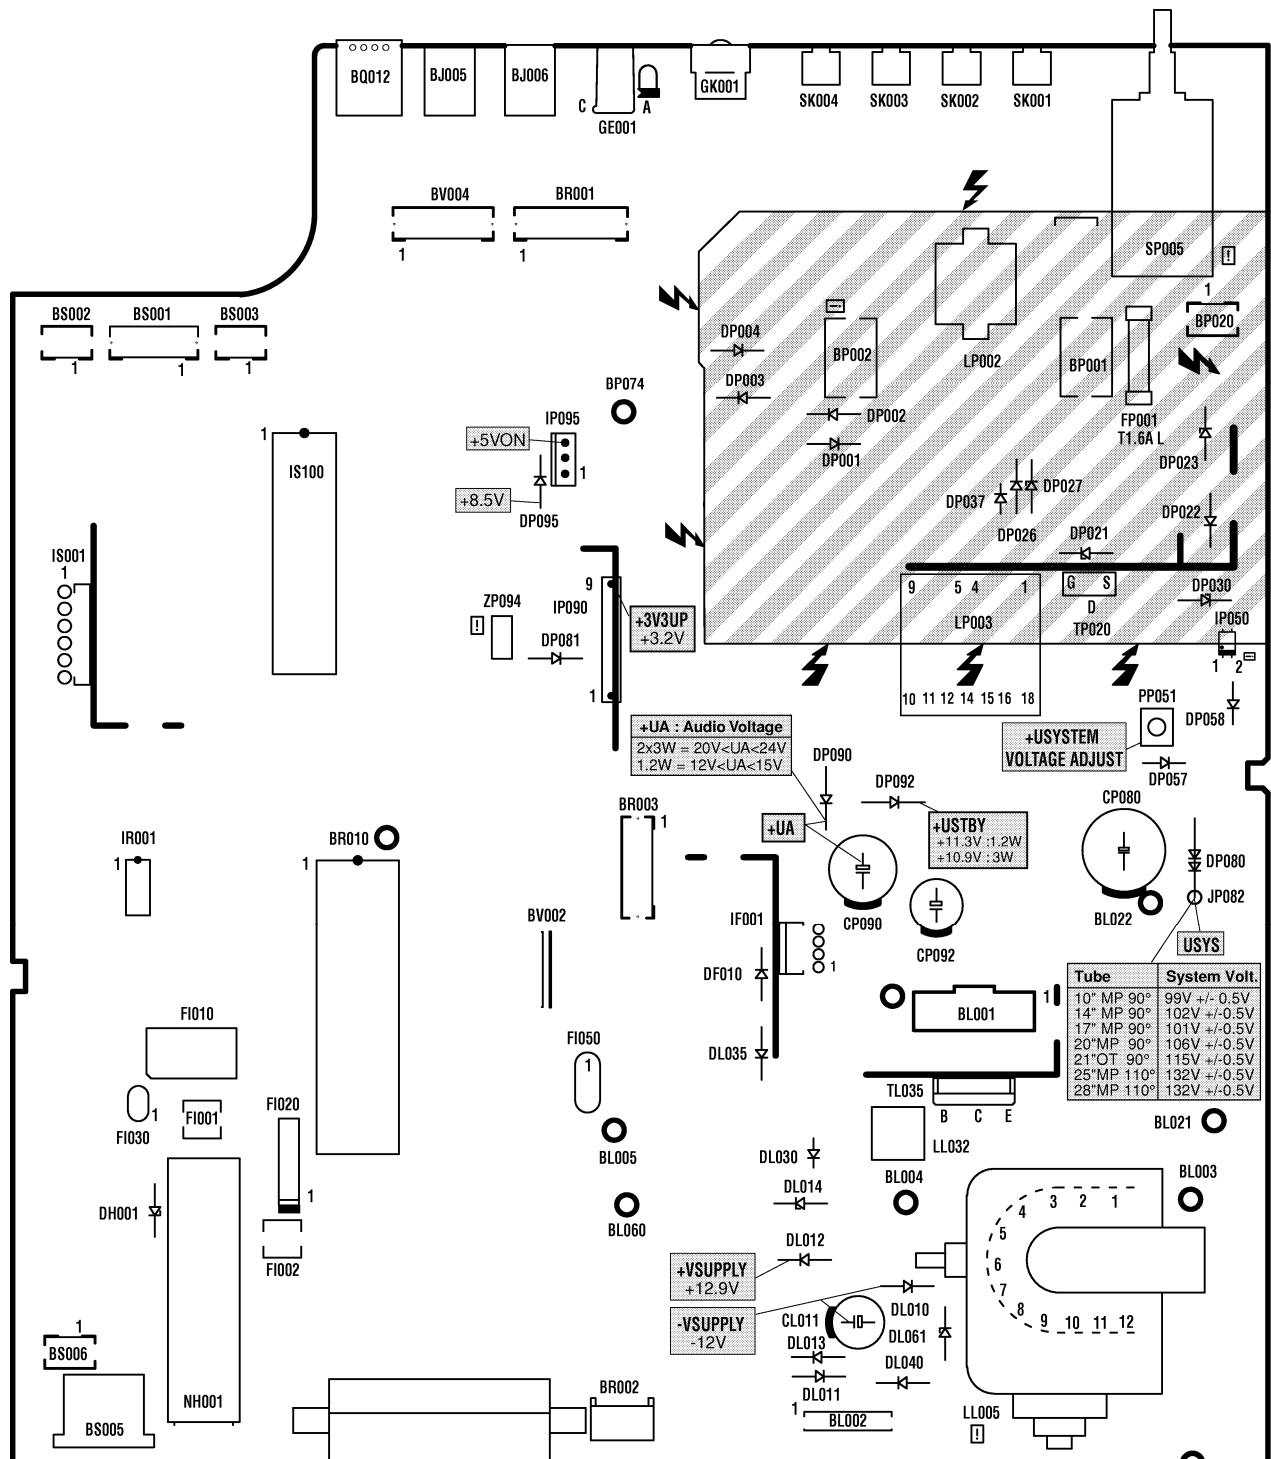 BQ012
BJ005
BJ006
C
A
GE001
GK001
SK004
SK003
SK002
SK001
BV004
1
BR001
1
SP005
!
BS002
1
BS001
1
BS003
1
DP004
DP003
BP002
!
DP002
DP001
LP002
BP001
FP001
T1.6A L
1
BP020
DP023
BP074
IP095
+5VON
1
+8.5V
DP095
1
IS100
DP037
DP027
DP026
DP021
DP022
G S
D
TP020
DP030
IP050
1 2
!
9 5 4 1
LP003
10 11 12 14 15 16 18
IS001
1
ZP094
!
DP081
9
IP090
1
+3V3UP
+3.2V
PP051
DP058
+USYSTEM
VOLTAGE ADJUST
DP057
+UA : Audio Voltage
2x3W = 20V<UA<24V
1.2W = 12V<UA<15V
DP090
DP092
+UA
+USTBY
+11.3V :1.2W
+10.9V : 3W
CP080
DP080
JP082
BL022
USYS
BR003
1
CP090
CP092
IR001
1
BR010
1
BV002
IF001
1
DF010
DL035
BL001
1
Tube System Volt.
10" MP 90° 99V +/- 0.5V
14" MP 90° 102V +/-0.5V
17" MP 90° 101V +/-0.5V
20"MP 90° 106V +/-0.5V
21"OT 90° 115V +/-0.5V
25"MP 110° 132V +/-0.5V
28"MP 110° 132V +/-0.5V
FI010
FI050
1
FI030
1
FI001
FI020
1
FI002
TL035
B C E
LL032
BL021
BL005
BL060
DL030
DL014
DL012
BL004
BL003
DH001
NH001
+VSUPPLY
+12.9V
-VSUPPLY
-12V
DL010
CL011
DL061
DL013
DL040
DL011
1
BL002
1 2 3 4 5 6 7 8 9 10 11 12
LL005
!
1
BS006
BS005
BR002